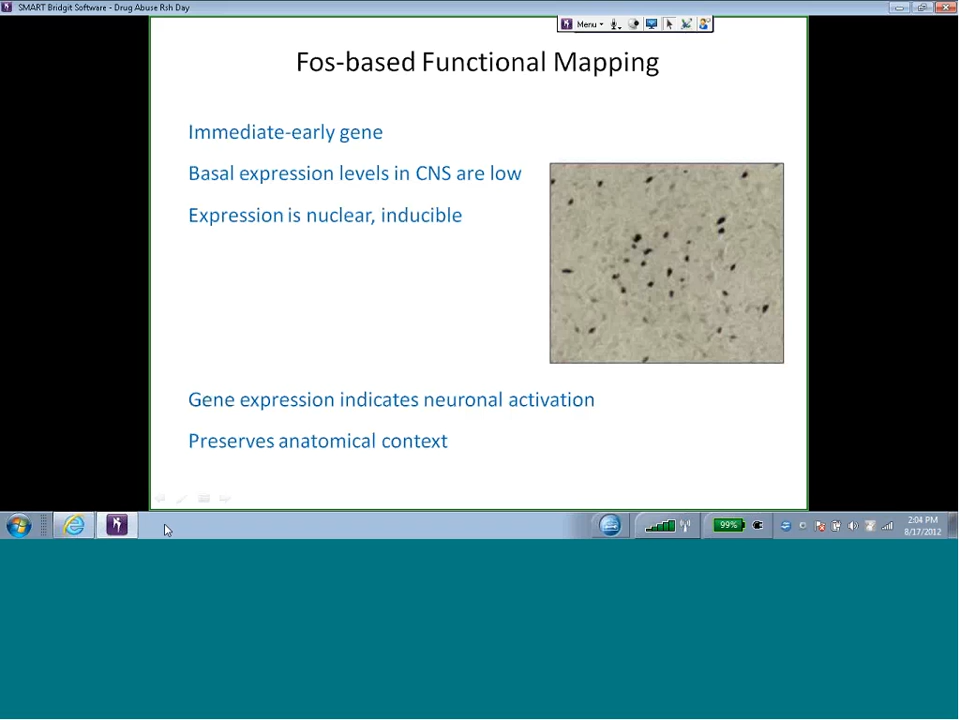 SMART Bridgit Software - Drug Abuse Rsh Day
Menu
Fos-based Functional Mapping
Immediate-early gene
Basal expression levels in CNS are low
Expression is nuclear, inducible
Gene expression indicates neuronal activation
Preserves anatomical context
99%
2:04 PM
8/17/2012